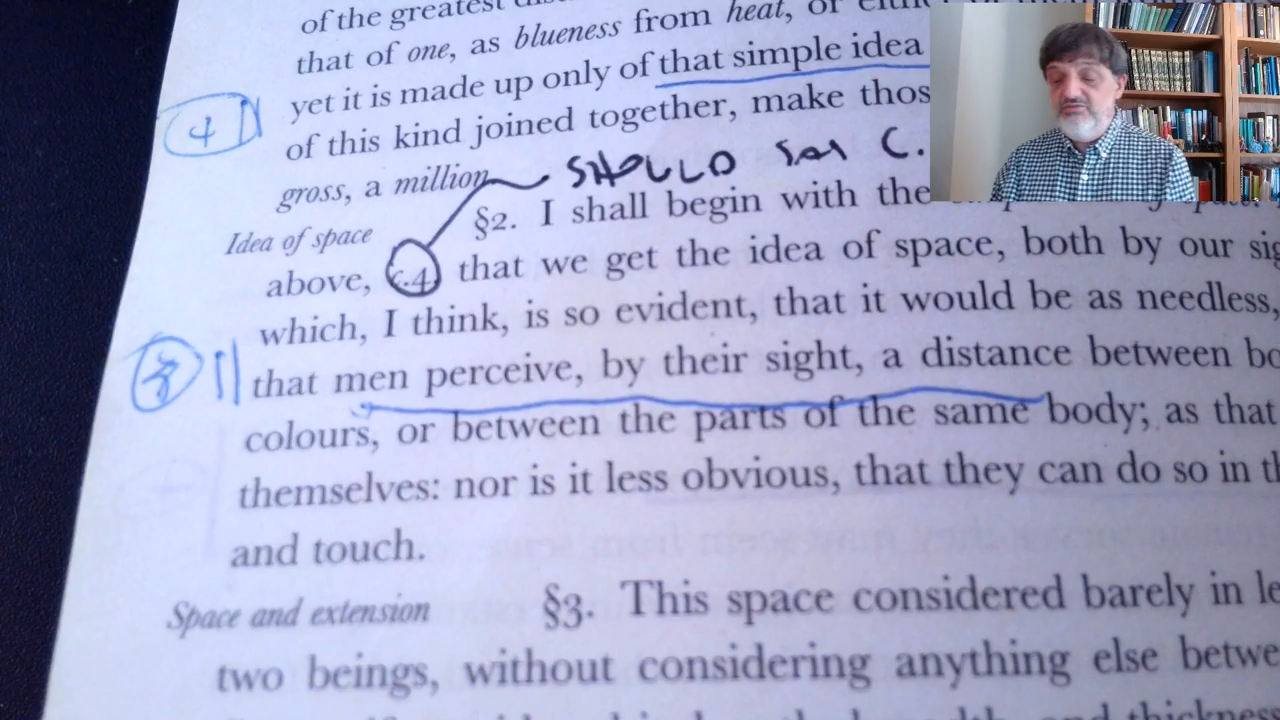 of the greatest
that of one, as blueness from heat, or
yet it is made up only of that simple idea
4
of this kind joined together, make thos
gross, a million
SHOULD SAY C.
§2. I shall begin with the
Idea of space
above, c.4, that we get the idea of space, both by our sig
which, I think, is so evident, that it would be as needless,
that men perceive, by their sight, a distance between bo
colours, or between the parts of the same body; as that
themselves: nor is it less obvious, that they can do so in th
and touch.
Space and extension
§3. This space considered barely in le
two beings, without considering anything else betwe